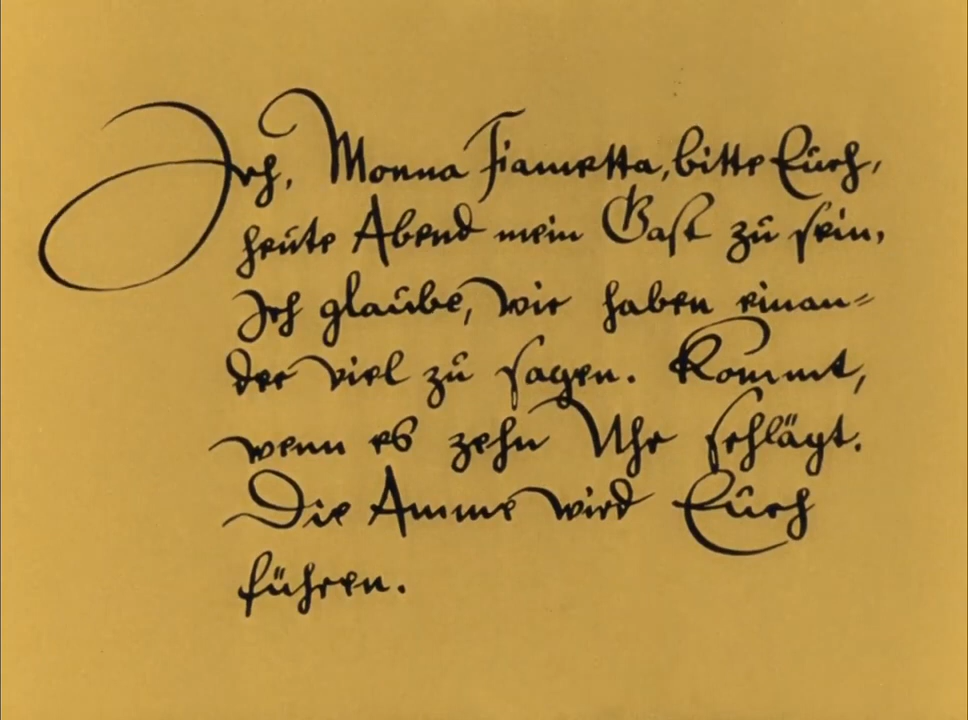 Ich, Monna Fiametta, bitte Euch,
heute Abend mein Gast zu sein,
Ich glaube, wir haben einan=
der viel zu sagen. Kommt,
wenn es zehn Uhr schlägt.
Die Amme wird Euch
führen.